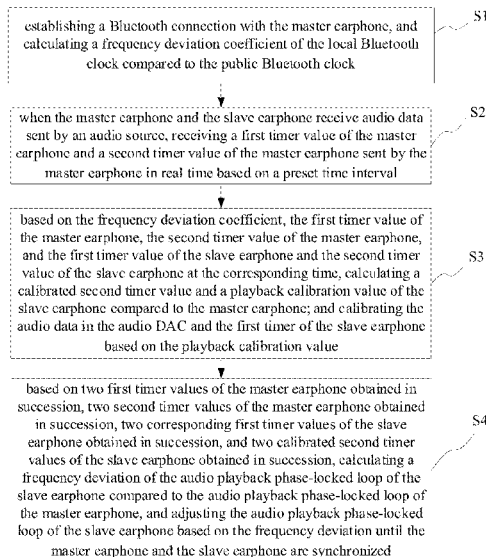 establishing a Bluetooth connection with the master earphone, and
calculating a frequency deviation coefficient of the local Bluetooth
clock compared to the public Bluetooth clock
S1
when the master earphone and the slave earphone receive audio data
sent by an audio source, receiving a first timer value of the master
earphone and a second timer value of the master earphone sent by the
master earphone in real time based on a preset time interval
S2
based on the frequency deviation coefficient, the first timer value of
the master earphone, the second timer value of the master earphone,
and the first timer value of the slave earphone and the second timer
value of the slave earphone at the corresponding time, calculating a
calibrated second timer value and a playback calibration value of the
slave earphone compared to the master earphone; and calibrating the
audio data in the audio DAC and the first timer of the slave earphone
based on the playback calibration value
S3
based on two first timer values of the master earphone obtained in
succession, two second timer values of the master earphone obtained
in succession, two corresponding first timer values of the slave
earphone obtained in succession, and two calibrated second timer
values of the slave earphone obtained in succession, calculating a
frequency deviation of the audio playback phase-locked loop of the
slave earphone compared to the audio playback phase-locked loop of
the master earphone, and adjusting the audio playback phase-locked
loop of the slave earphone based on the frequency deviation until the
master earphone and the slave earphone are synchronized
S4